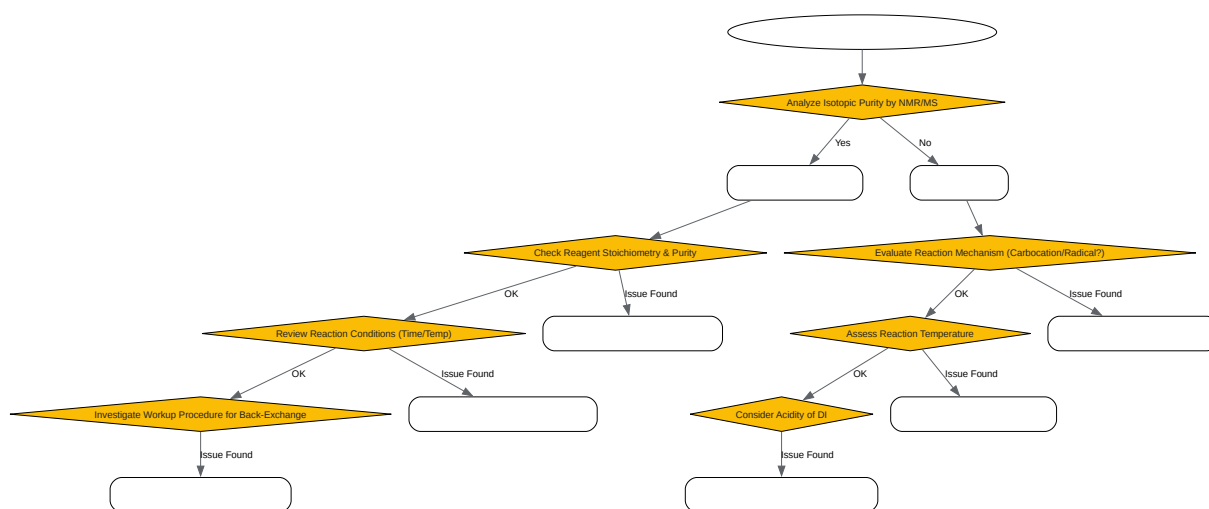 Analyze Isotopic Purity by NMR/MS
Yes
No
Check Reagent Stoichiometry & Purity
Evaluate Reaction Mechanism (Carbocation/Radical?)
OK
Issue Found
OK
Issue Found
Review Reaction Conditions (Time/Temp)
Assess Reaction Temperature
OK
Issue Found
OK
Issue Found
Investigate Workup Procedure for Back-Exchange
Consider Acidity of DI
Issue Found
Issue Found